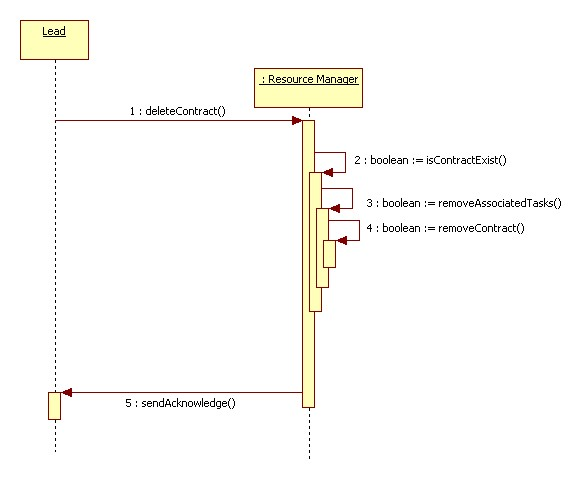 Lead
: Resource Manager
1 : deleteContract()
2 : boolean := isContractExist()
3 : boolean := removeAssociatedTasks()
4 : boolean := removeContract()
5 : sendAcknowledge()